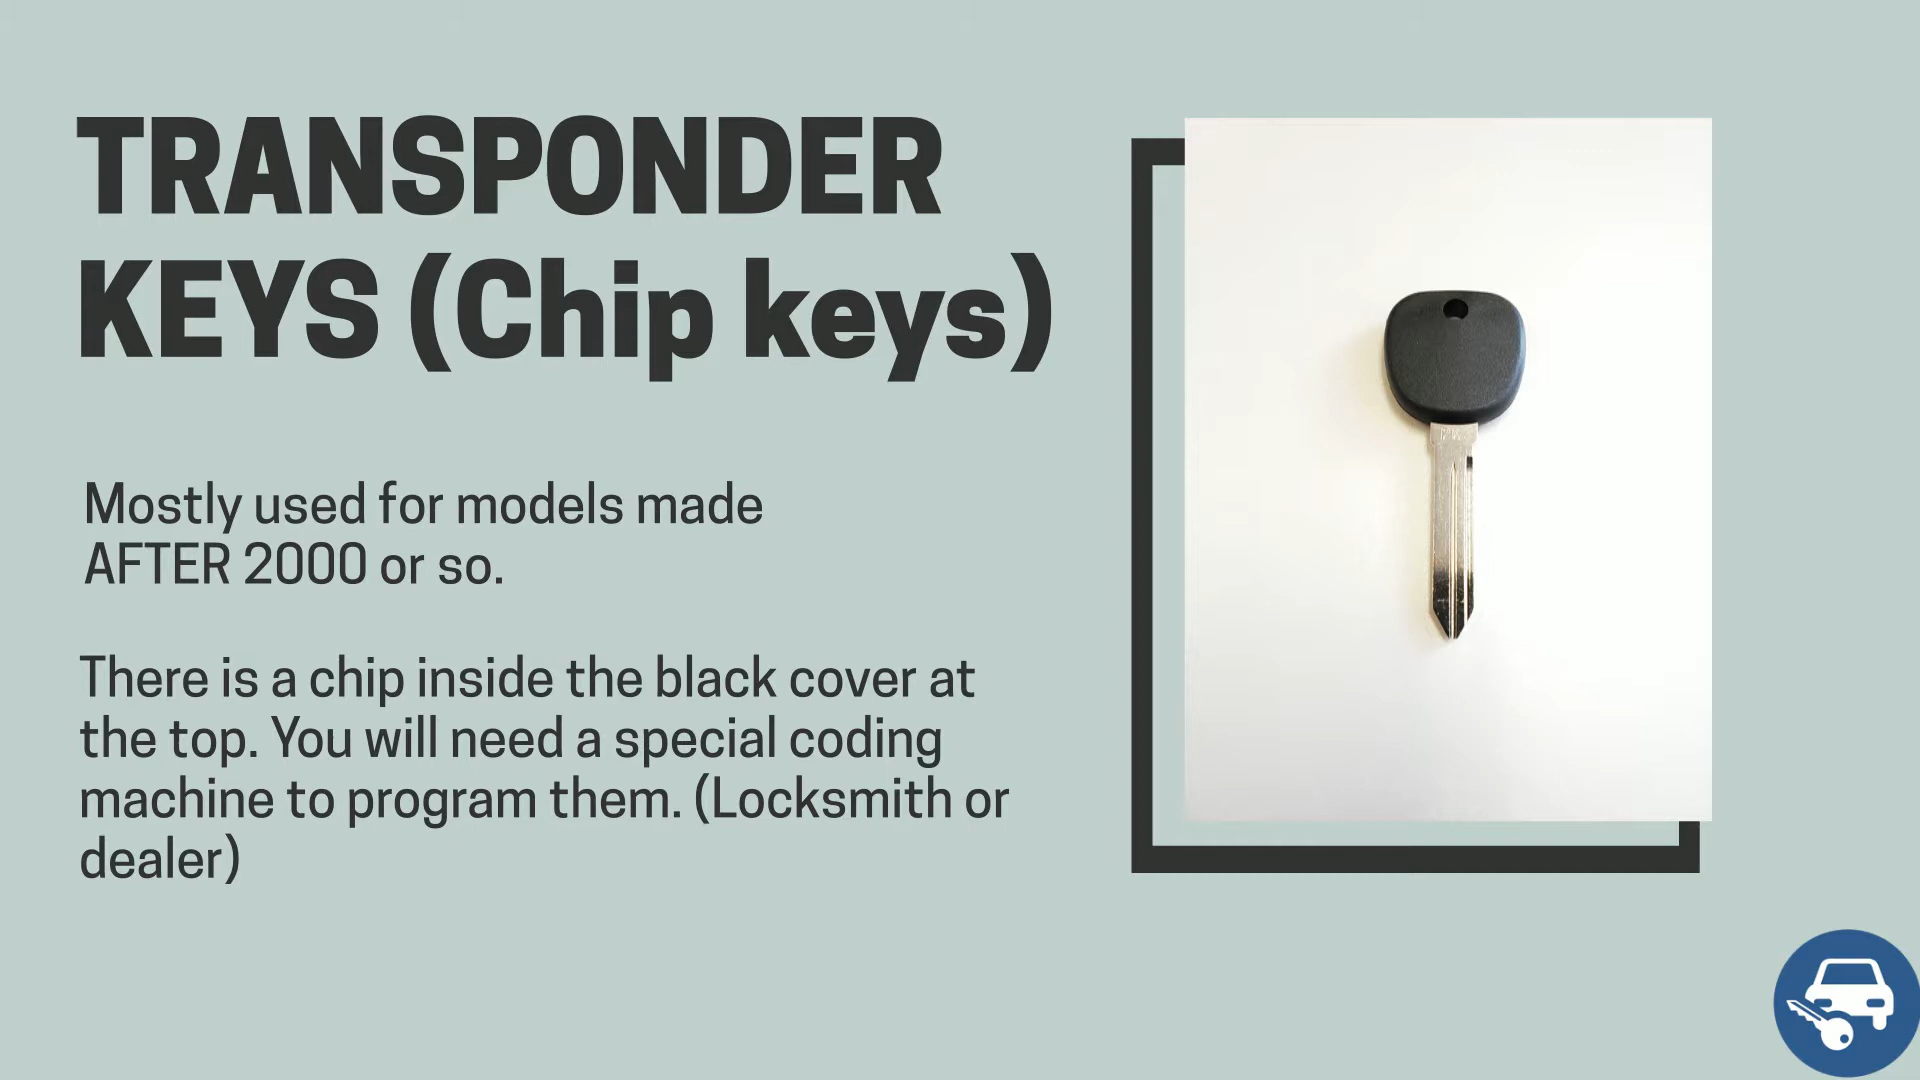 TRANSPONDER
KEYS (Chip keys)
Mostly used for models made
AFTER 2000 or so.
There is a chip inside the black cover at
the top. You will need a special coding
machine to program them. (Locksmith or
dealer)